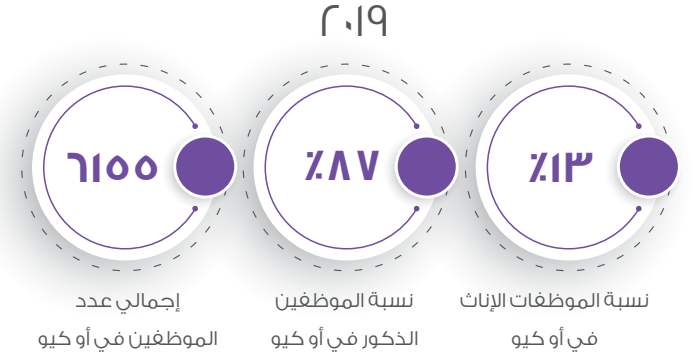 ٢٠١٩
٪١٣
نسبة الموظفات الإناث
في أو كيو
٪٨٧
نسبة الموظفين
الذكور في أو كيو
٦١٥٥
إجمالي عدد
الموظفين في أو كيو